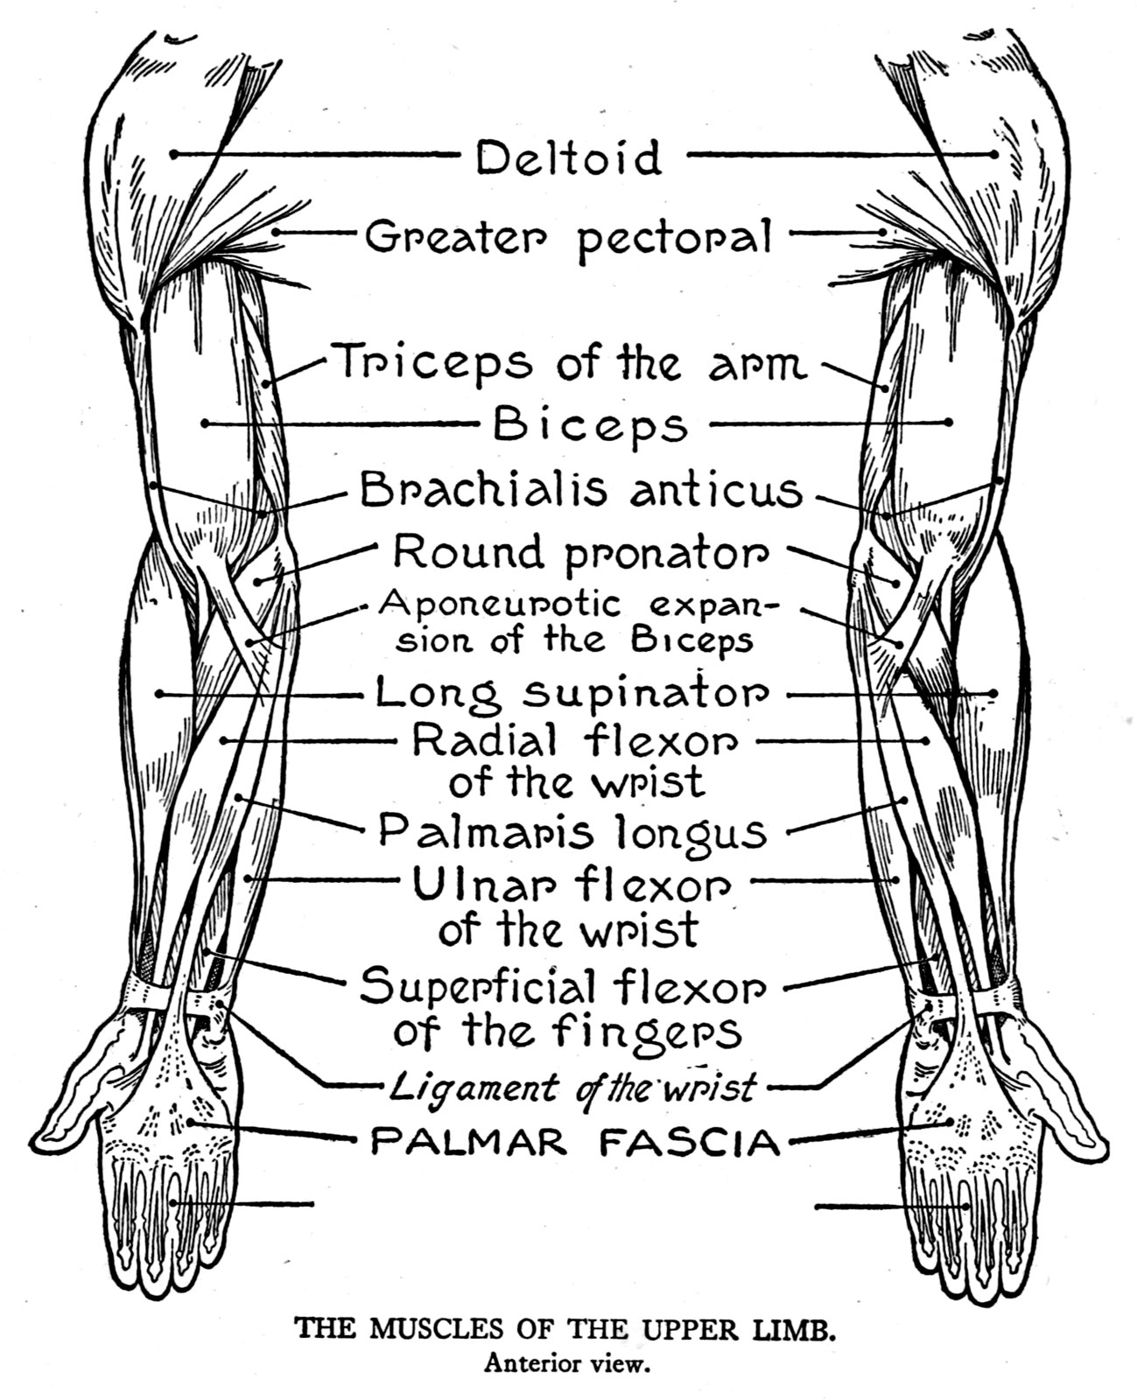 Deltoid
Greater pectoral
Triceps of the arm
Biceps
Brachialis anticus
Round pronator
Aponeurotic expan-
sion of the Biceps
Long supinator
Radial flexor
of the wrist
Palmaris longus
Ulnar flexor
of the wrist
Superficial flexor
of the fingers
Ligament of the wrist
PALMAR FASCIA
THE MUSCLES OF THE UPPER LIMB.
Anterior view.